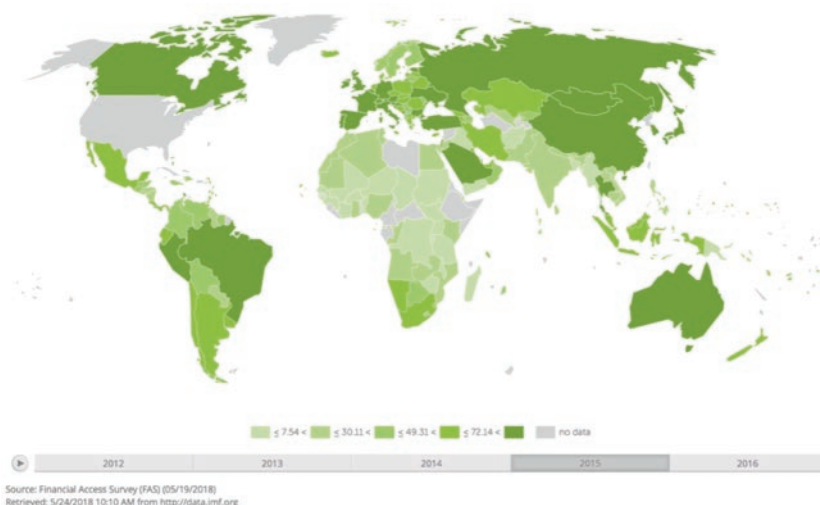 ≤ 7.54 < ≤ 30.11 < ≤ 49.31 < ≤ 72.14 < no data
2012 2013 2014 2015 2016
Source: Financial Access Survey (FAS) (05/19/2018)
Retrieved: 5/24/2018 10:10 AM from http://data.imf.org